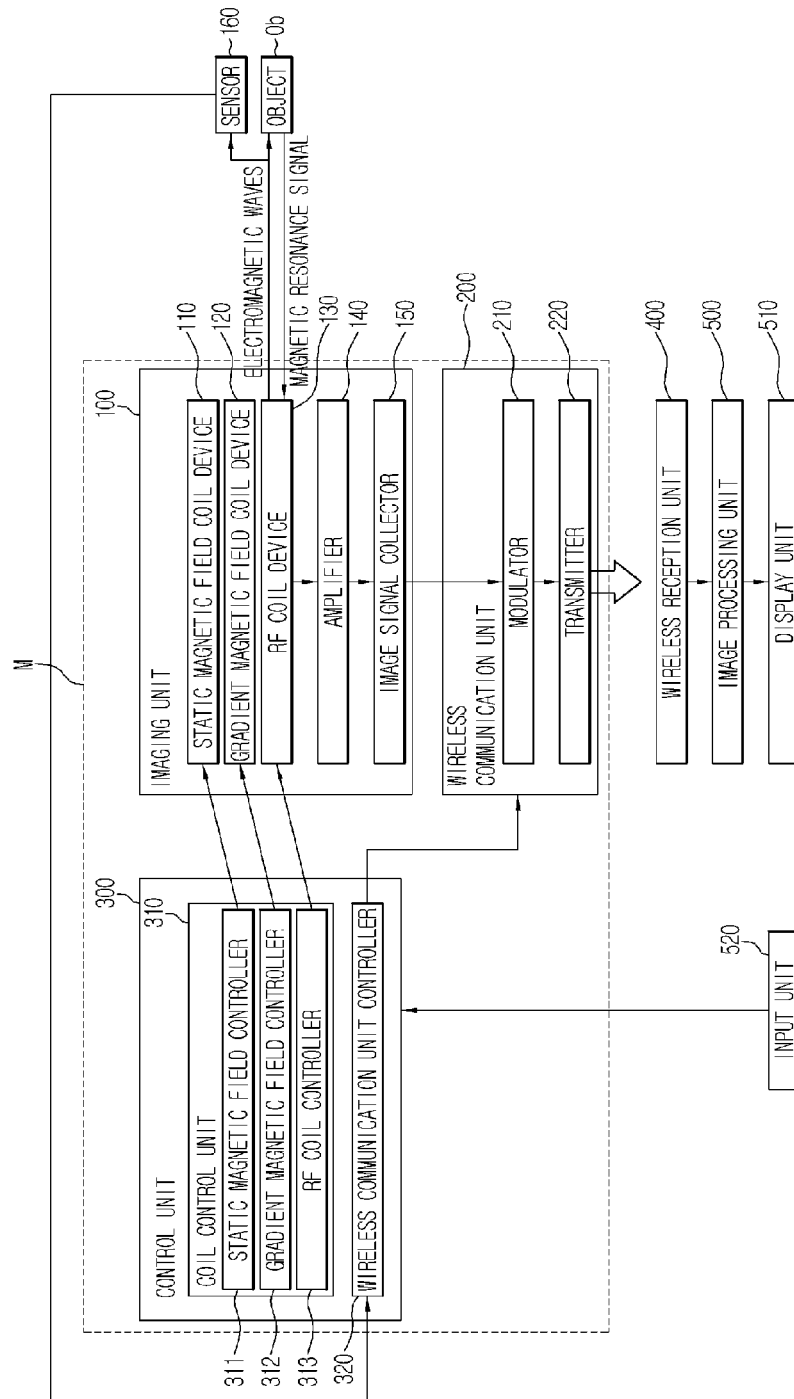 M
300
CONTROL UNIT
310
COIL CONTROL UNIT
STATIC MAGNETIC FIELD CONTROLLER
311
GRADIENT MAGNETIC FIELD CONTROLLER
312
RF COIL CONTROLLER
313
WIRELESS COMMUNICATION UNIT CONTROLLER
320
100
IMAGING UNIT
STATIC MAGNETIC FIELD COIL DEVICE
110
GRADIENT MAGNETIC FIELD COIL DEVICE
120
RF COIL DEVICE
130
AMPLIFIER
140
IMAGE SIGNAL COLLECTOR
150
ELECTROMAGNETIC WAVES
MAGNETIC RESONANCE SIGNAL
SENSOR
160
OBJECT
Ob
WIRELESS
COMMUNICATION UNIT
200
MODULATOR
210
TRANSMITTER
220
WIRELESS RECEPTION UNIT
400
IMAGE PROCESSING UNIT
500
DISPLAY UNIT
510
520
INPUT UNIT